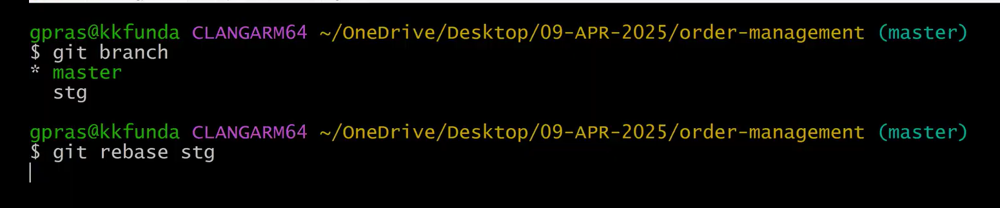 gpras@kkfunda CLANGARM64 ~/OneDrive/Desktop/09-APR-2025/order-management (master)
$ git branch
* master
  stg
gpras@kkfunda CLANGARM64 ~/OneDrive/Desktop/09-APR-2025/order-management (master)
$ git rebase stg